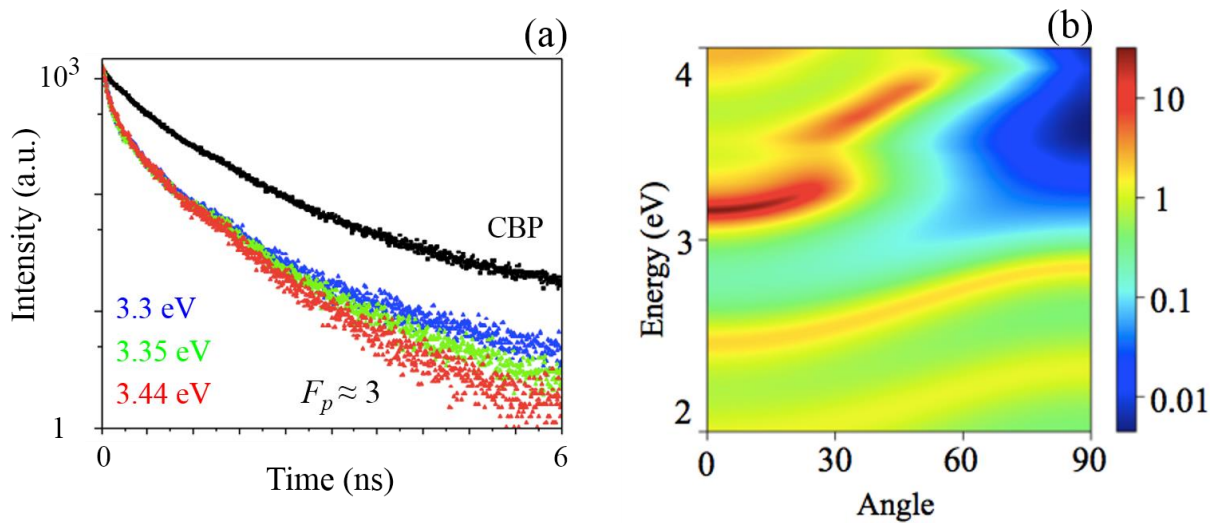 (a)
10³
Intensity (a.u.)
CBP
3.3 eV
3.35 eV
3.44 eV
Fₚ ≈ 3
1
0
6
Time (ns)
(b)
4
3
2
Energy (eV)
0
30
60
90
Angle
10
1
0.1
0.01